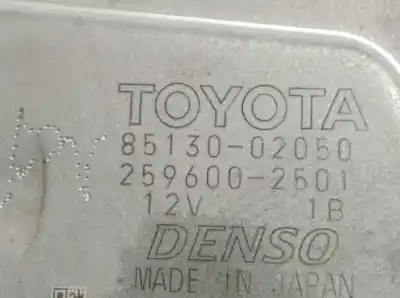 TOYOTA
85130-02050
259600-2501
12V 1B
DENSO
MADE IN JAPAN